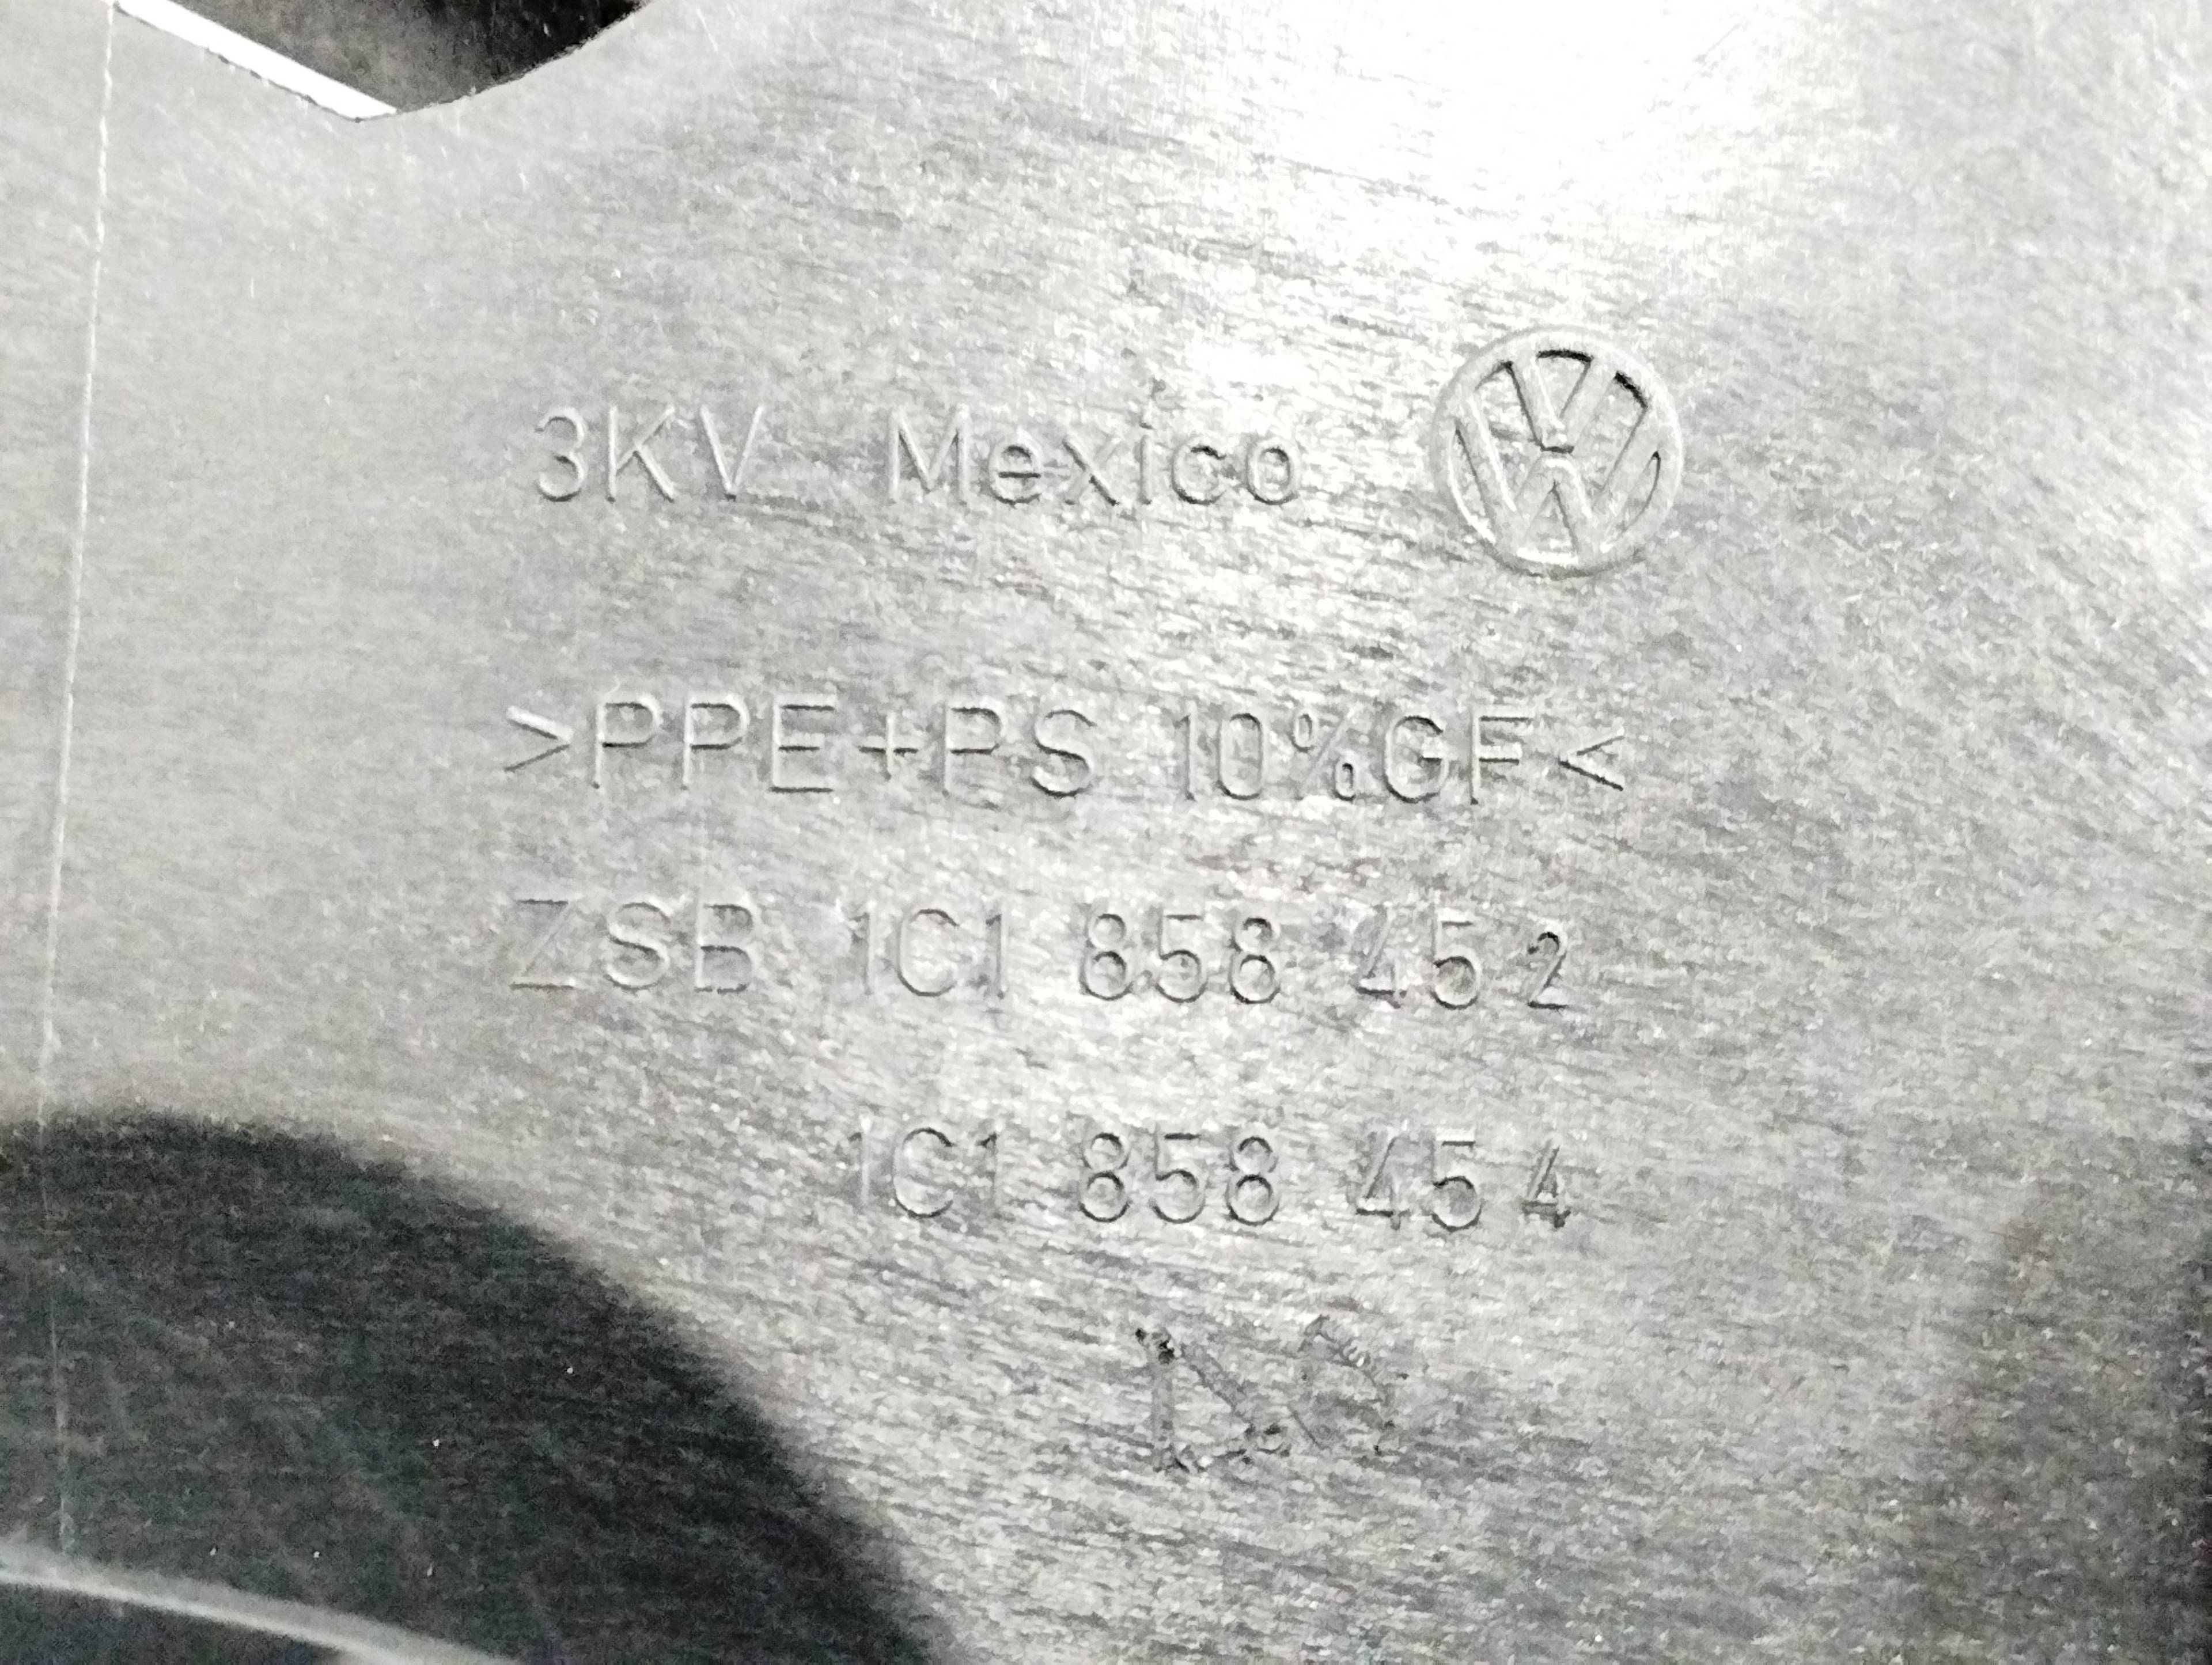 3KV Mexico
>PPE+PS 10%GF<
ZSB 1C1 858 452
1C1 858 454